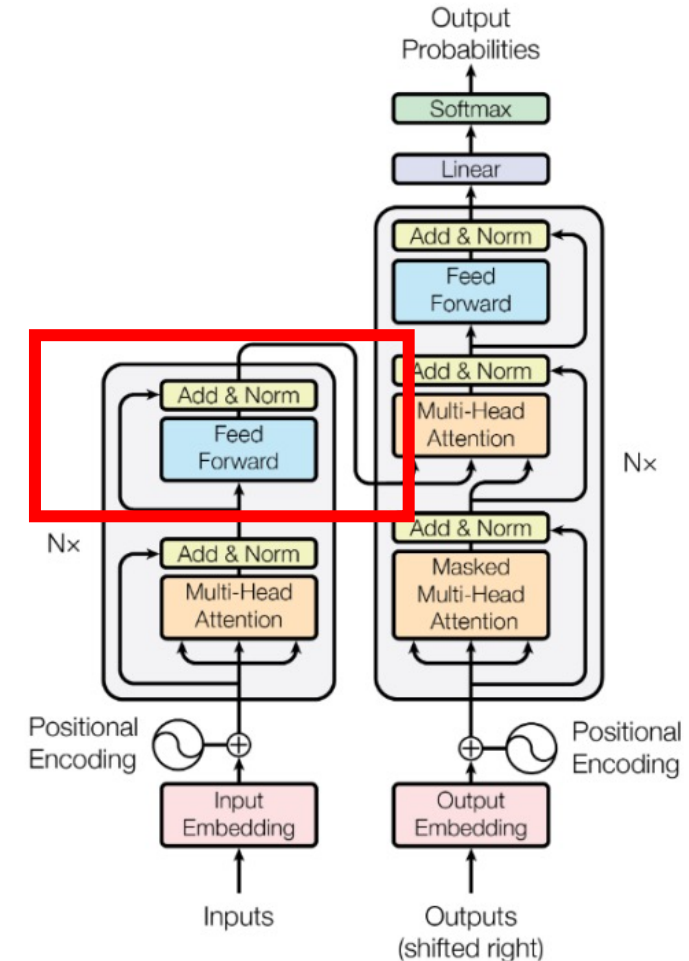 Output
Probabilities
Softmax
Linear
Add & Norm
Feed
Forward
Add & Norm
Multi-Head
Attention
Nx
Add & Norm
Masked
Multi-Head
Attention
Add & Norm
Feed
Forward
Nx
Add & Norm
Multi-Head
Attention
Positional
Encoding
Positional
Encoding
Input
Embedding
Output
Embedding
Inputs
Outputs
(shifted right)